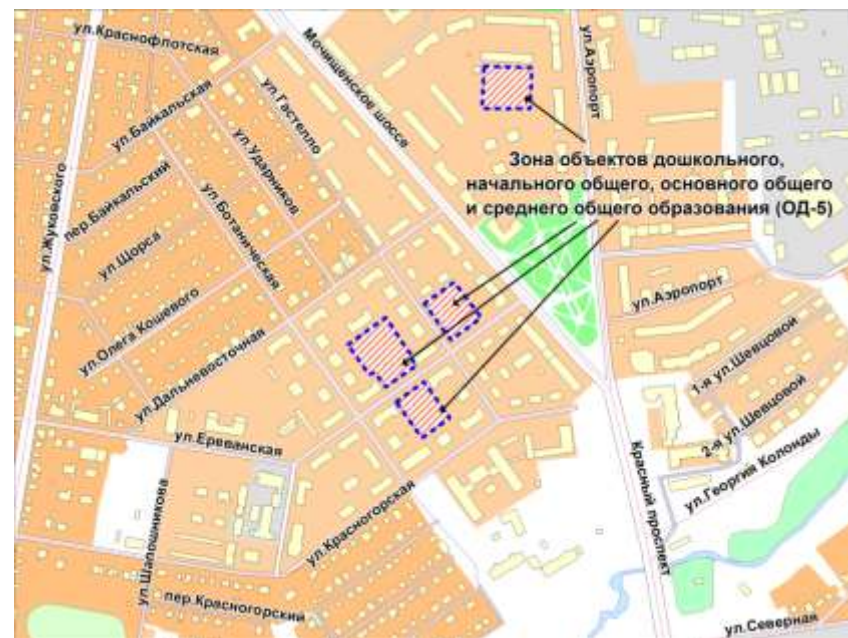 ул.Краснофлотская
Мочищенское шоссе
ул.Аэропорт
ул.Байкальская
ул.Гастелло
ул.Ударников
Зона объектов дошкольного,
начального общего, основного общего
и среднего общего образования (ОД-5)
ул.Жуковского
пер.Байкальский
ул.Ботаническая
ул.Щорса
ул.Олега Кошевого
ул.Аэропорт
ул.Дальневосточная
1-я ул.Шевцовой
2-я ул.Шевцовой
ул.Ереванская
Красный проспект
ул.Георгия Колонды
ул.Красногорская
ул.Шапошникова
пер.Красногорский
ул.Северная